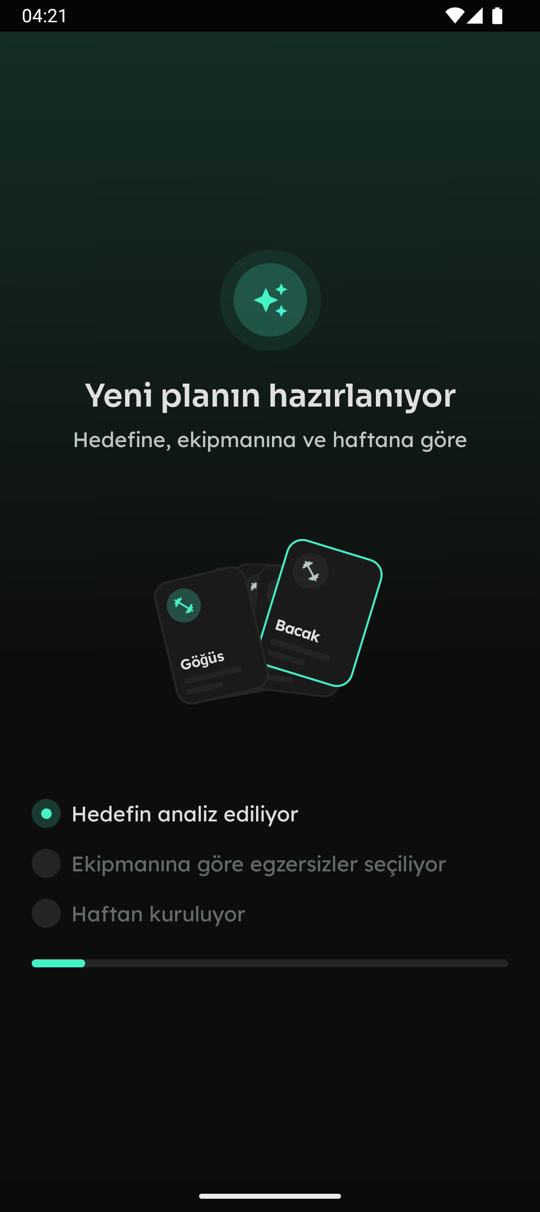 04:21
Yeni planın hazırlanıyor
Hedefine, ekipmanına ve haftana göre
Bacak
Göğüs
Hedefin analiz ediliyor
Ekipmanına göre egzersizler seçiliyor
Haftan kuruluyor